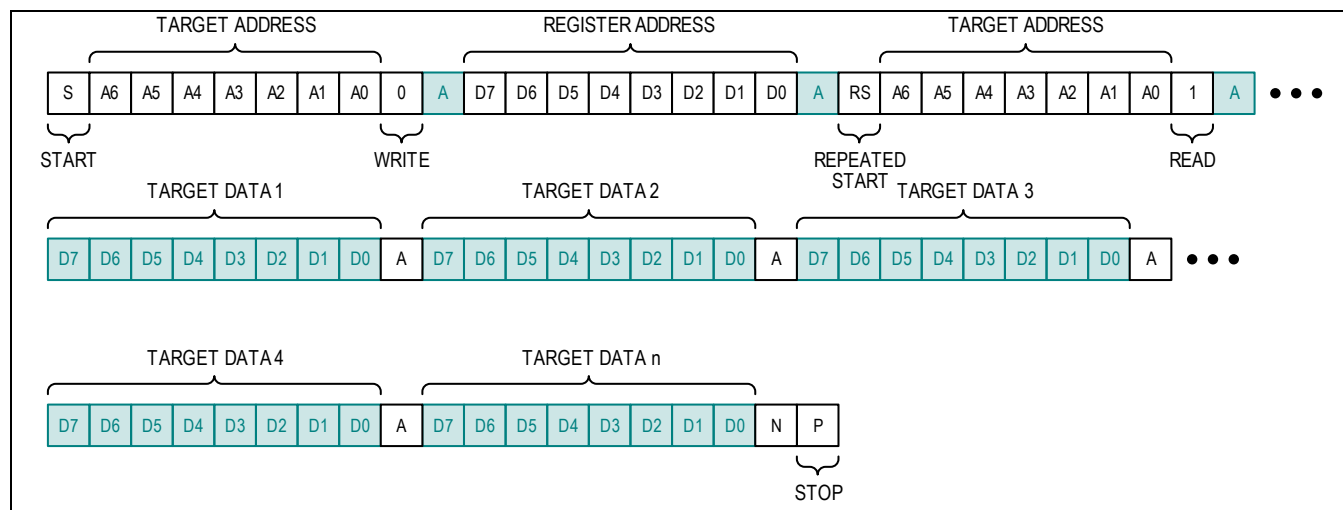 TARGET ADDRESS REGISTER ADDRESS TARGET ADDRESS
S A6 A5 A4 A3 A2 A1 A0 0 A D7 D6 D5 D4 D3 D2 D1 D0 A RS A6 A5 A4 A3 A2 A1 A0 1 A
START WRITE REPEATED START READ
TARGET DATA 1 TARGET DATA 2 TARGET DATA 3
D7 D6 D5 D4 D3 D2 D1 D0 A D7 D6 D5 D4 D3 D2 D1 D0 A D7 D6 D5 D4 D3 D2 D1 D0 A
TARGET DATA 4 TARGET DATA n
D7 D6 D5 D4 D3 D2 D1 D0 A D7 D6 D5 D4 D3 D2 D1 D0 N P
STOP